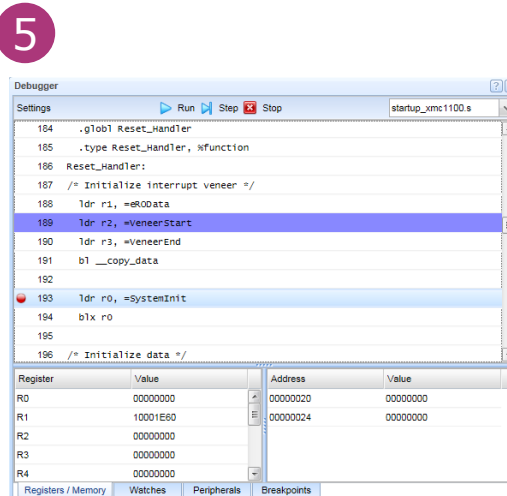 5
Debugger ?
Settings Run Step Stop startup_xmc1100.s
184 .globl Reset_Handler
185 .type Reset_Handler, %function
186 Reset_Handler:
187 /* Initialize interrupt veneer */
188 ldr r1, =eROData
189 ldr r2, =VeneerStart
190 ldr r3, =VeneerEnd
191 bl __copy_data
192
193 ldr r0, =SystemInit
194 blx r0
195
196 /* Initialize data */
Register Value Address Value
R0 00000000 00000020 00000000
R1 10001E60 00000024 00000000
R2 00000000
R3 00000000
R4 00000000
Registers / Memory Watches Peripherals Breakpoints